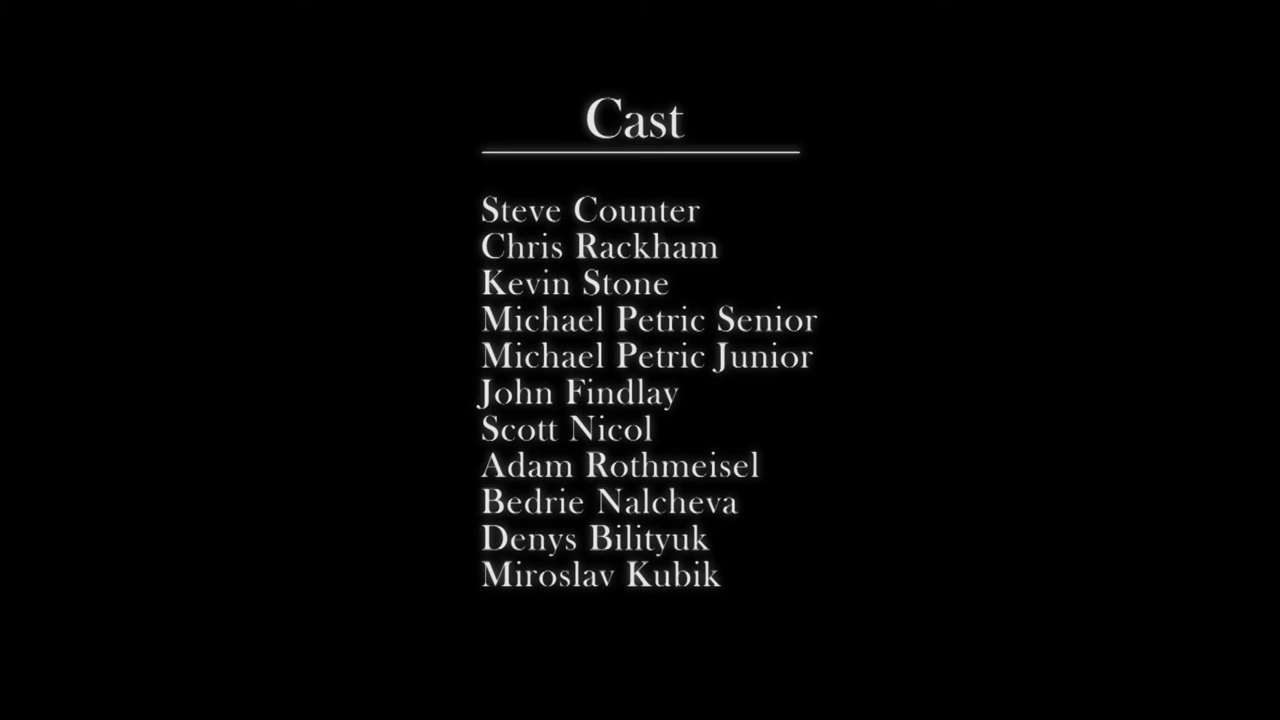 Cast
Steve Counter
Chris Rackham
Kevin Stone
Michael Petric Senior
Michael Petric Junior
John Findlay
Scott Nicol
Adam Rothmeisel
Bedrie Nalcheva
Denys Bilityuk
Miroslav Kubik